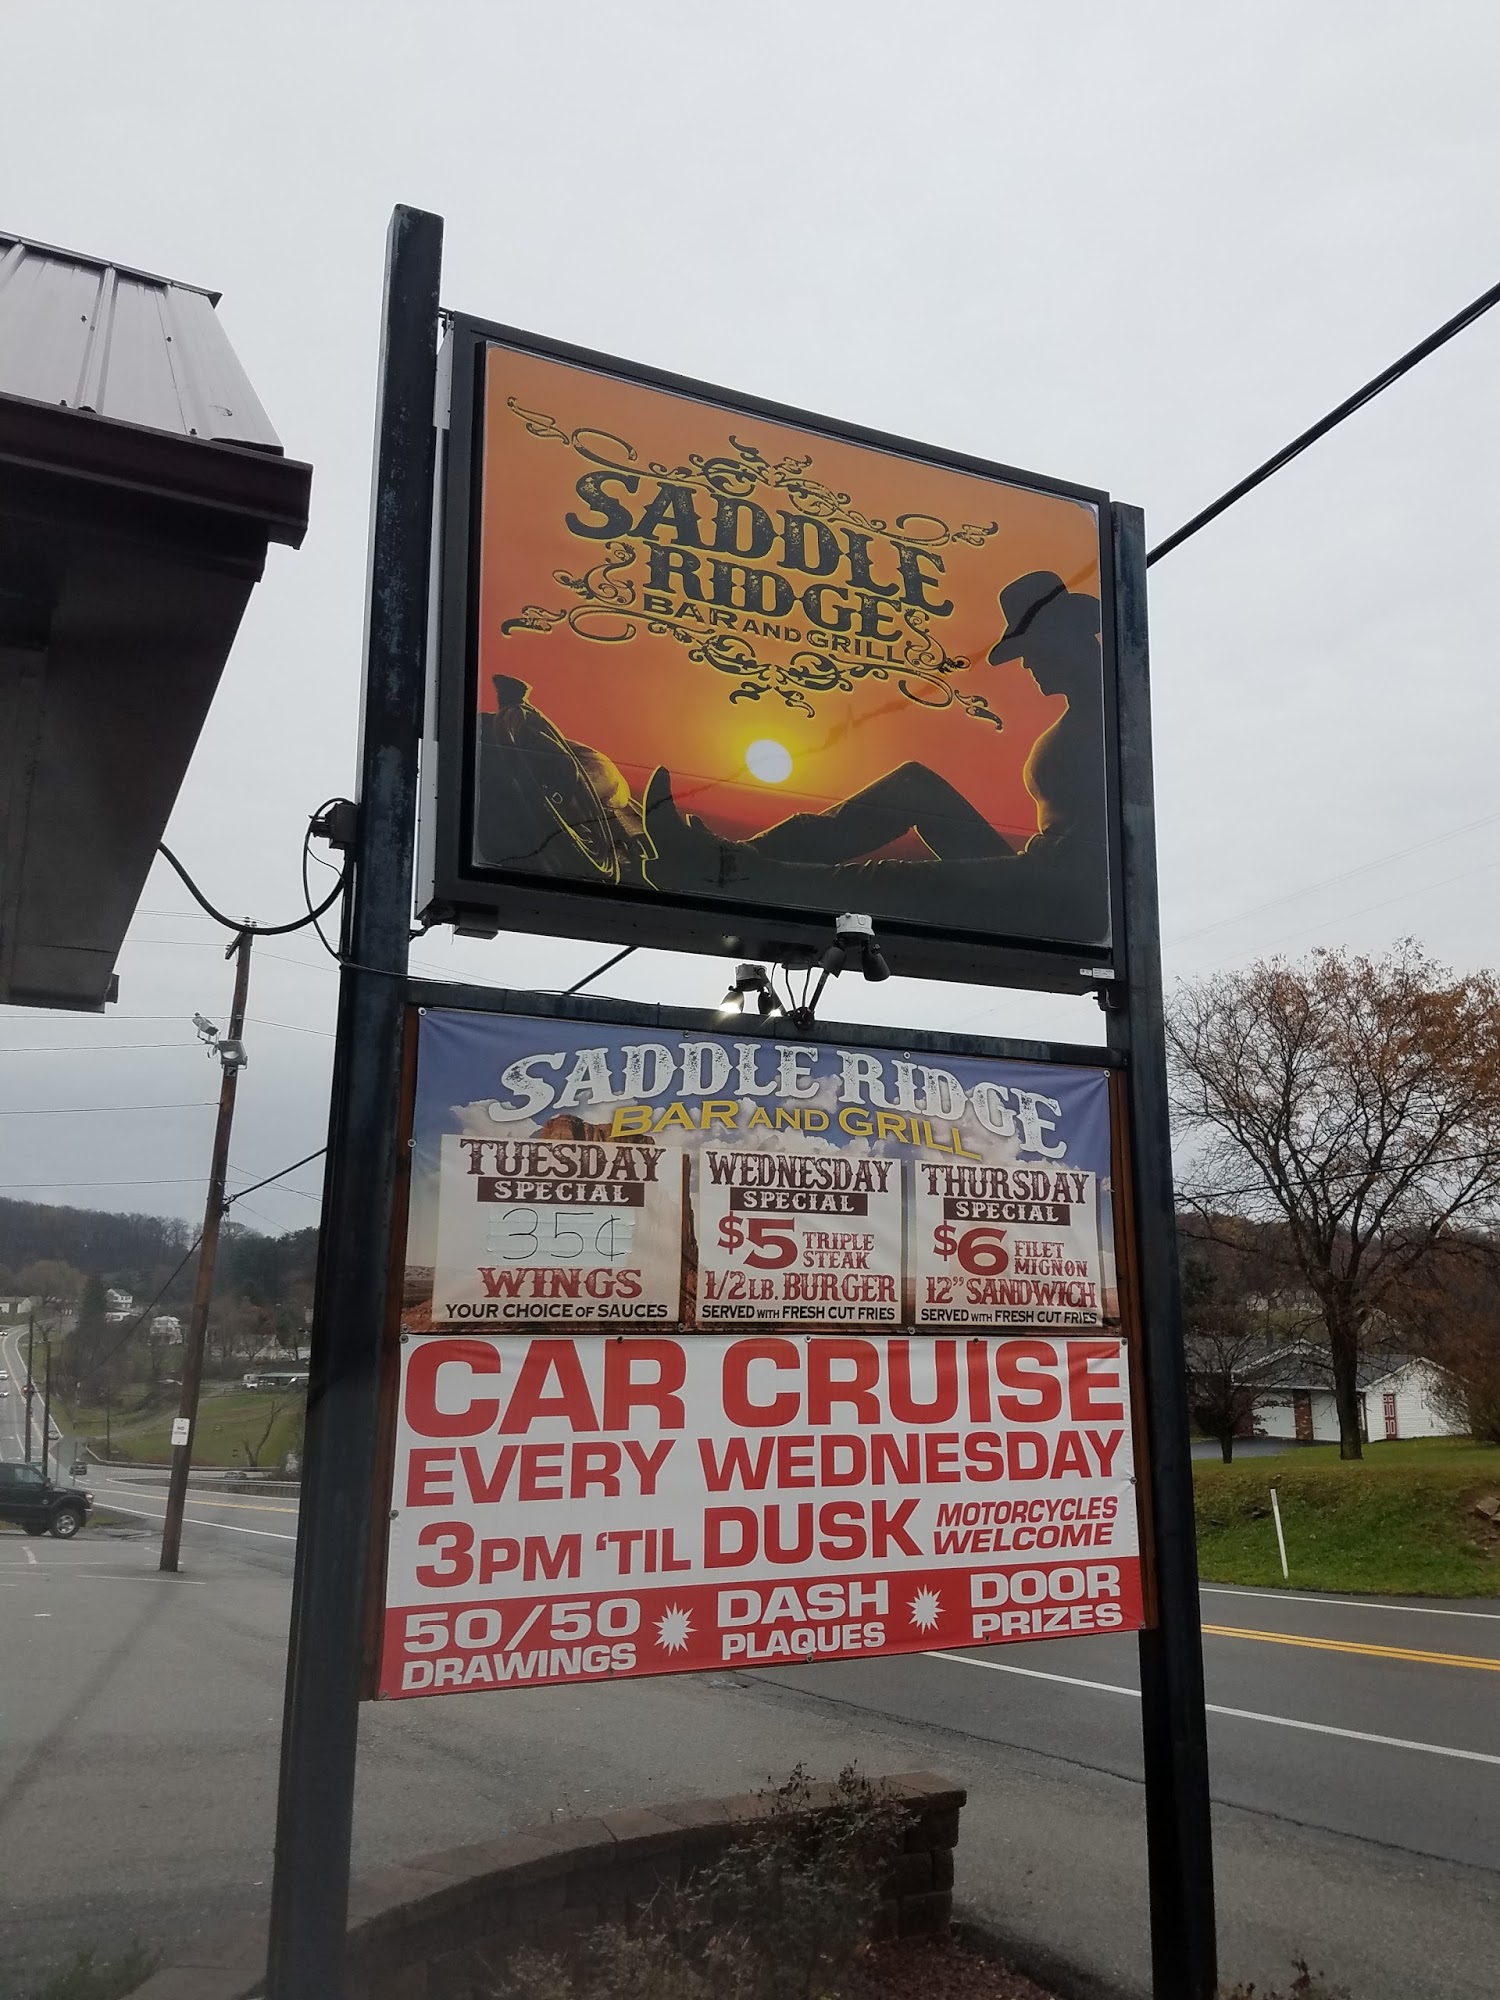 SADDLE
RIDGE
BAR AND GRILL
SADDLE RIDGE
BAR AND GRILL
TUESDAY
SPECIAL
35¢
WINGS
YOUR CHOICE OF SAUCES
WEDNESDAY
SPECIAL
$5 TRIPLE
STEAK
1/2 LB. BURGER
SERVED WITH FRESH CUT FRIES
THURSDAY
SPECIAL
$6 FILET
MIGNON
12" SANDWICH
SERVED WITH FRESH CUT FRIES
CAR CRUISE
EVERY WEDNESDAY
3PM 'TIL DUSK
MOTORCYCLES
WELCOME
50/50
DRAWINGS
DASH
PLAQUES
DOOR
PRIZES